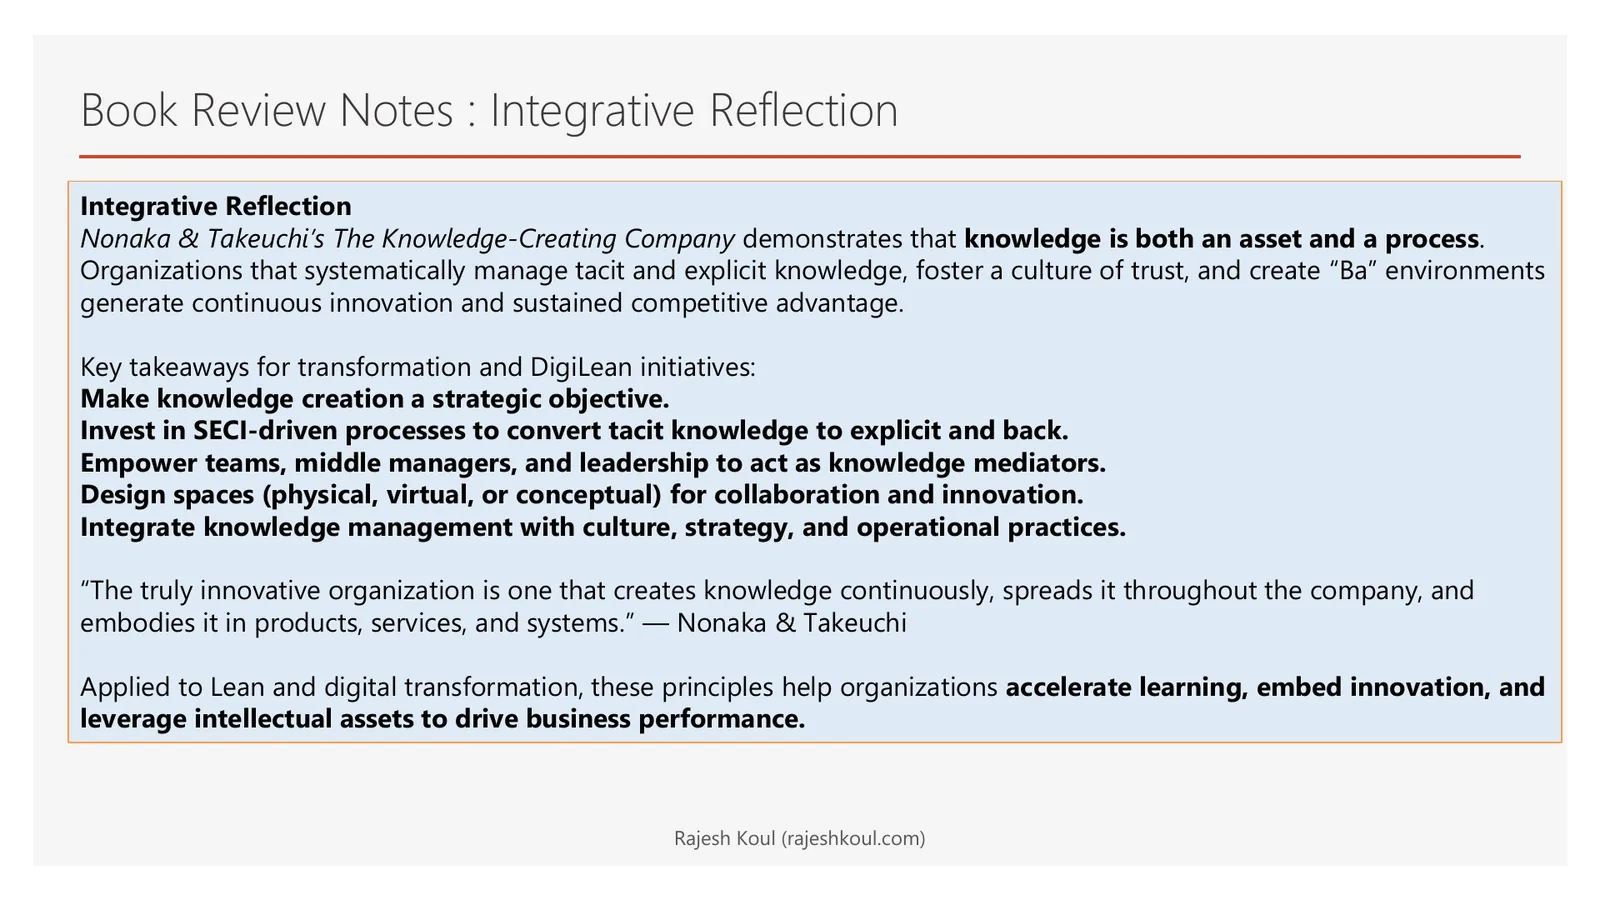 Book Review Notes : Integrative Reflection
Integrative Reflection
Nonaka & Takeuchi’s The Knowledge-Creating Company demonstrates that knowledge is both an asset and a process.
Organizations that systematically manage tacit and explicit knowledge, foster a culture of trust, and create “Ba” environments
generate continuous innovation and sustained competitive advantage.
Key takeaways for transformation and DigiLean initiatives:
Make knowledge creation a strategic objective.
Invest in SECI-driven processes to convert tacit knowledge to explicit and back.
Empower teams, middle managers, and leadership to act as knowledge mediators.
Design spaces (physical, virtual, or conceptual) for collaboration and innovation.
Integrate knowledge management with culture, strategy, and operational practices.
“The truly innovative organization is one that creates knowledge continuously, spreads it throughout the company, and
embodies it in products, services, and systems.” — Nonaka & Takeuchi
Applied to Lean and digital transformation, these principles help organizations accelerate learning, embed innovation, and
leverage intellectual assets to drive business performance.
Rajesh Koul (rajeshkoul.com)